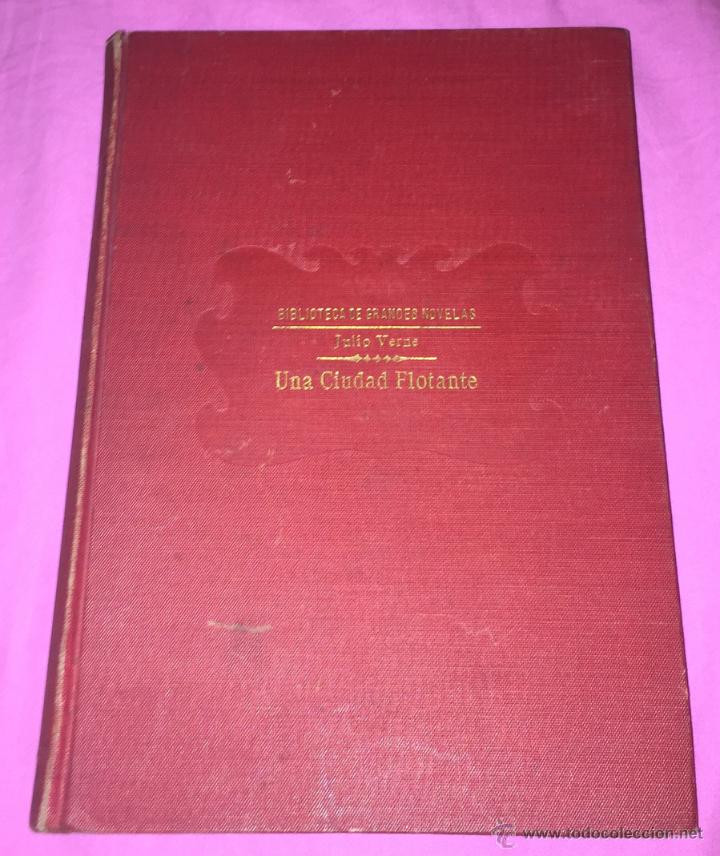 BIBLIOTECA DE GRANDES NOVELAS
Julio Verne
Una Ciudad Flotante
www.todocoleccion.net